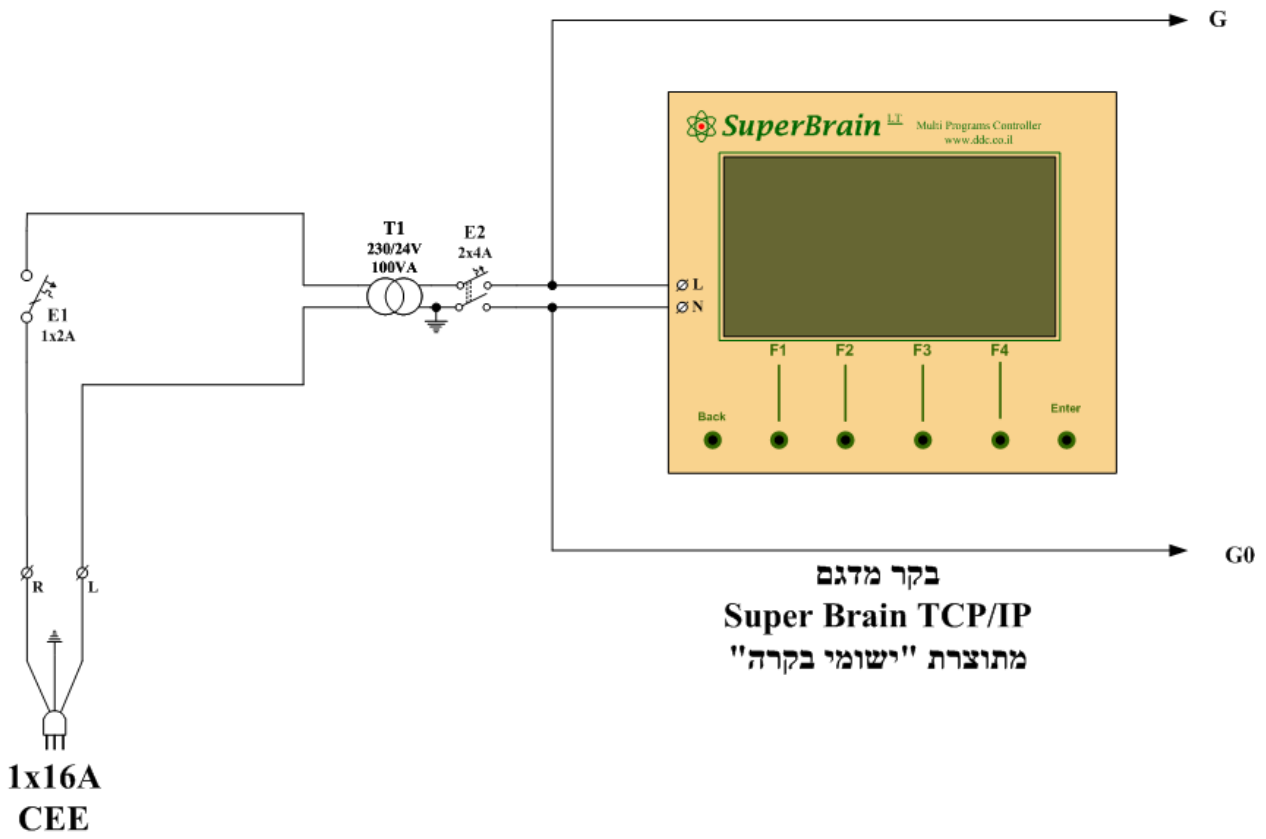 G
SuperBrain LT
Multi Programs Controller
www.ddc.co.il
T1
230/24V
100VA
E2
2x4A
L
N
E1
1x2A
F1 F2 F3 F4
Back
Enter
G0
בקר מדגם
Super Brain TCP/IP
מתוצרת "ישומי בקרה"
R
L
1x16A
CEE